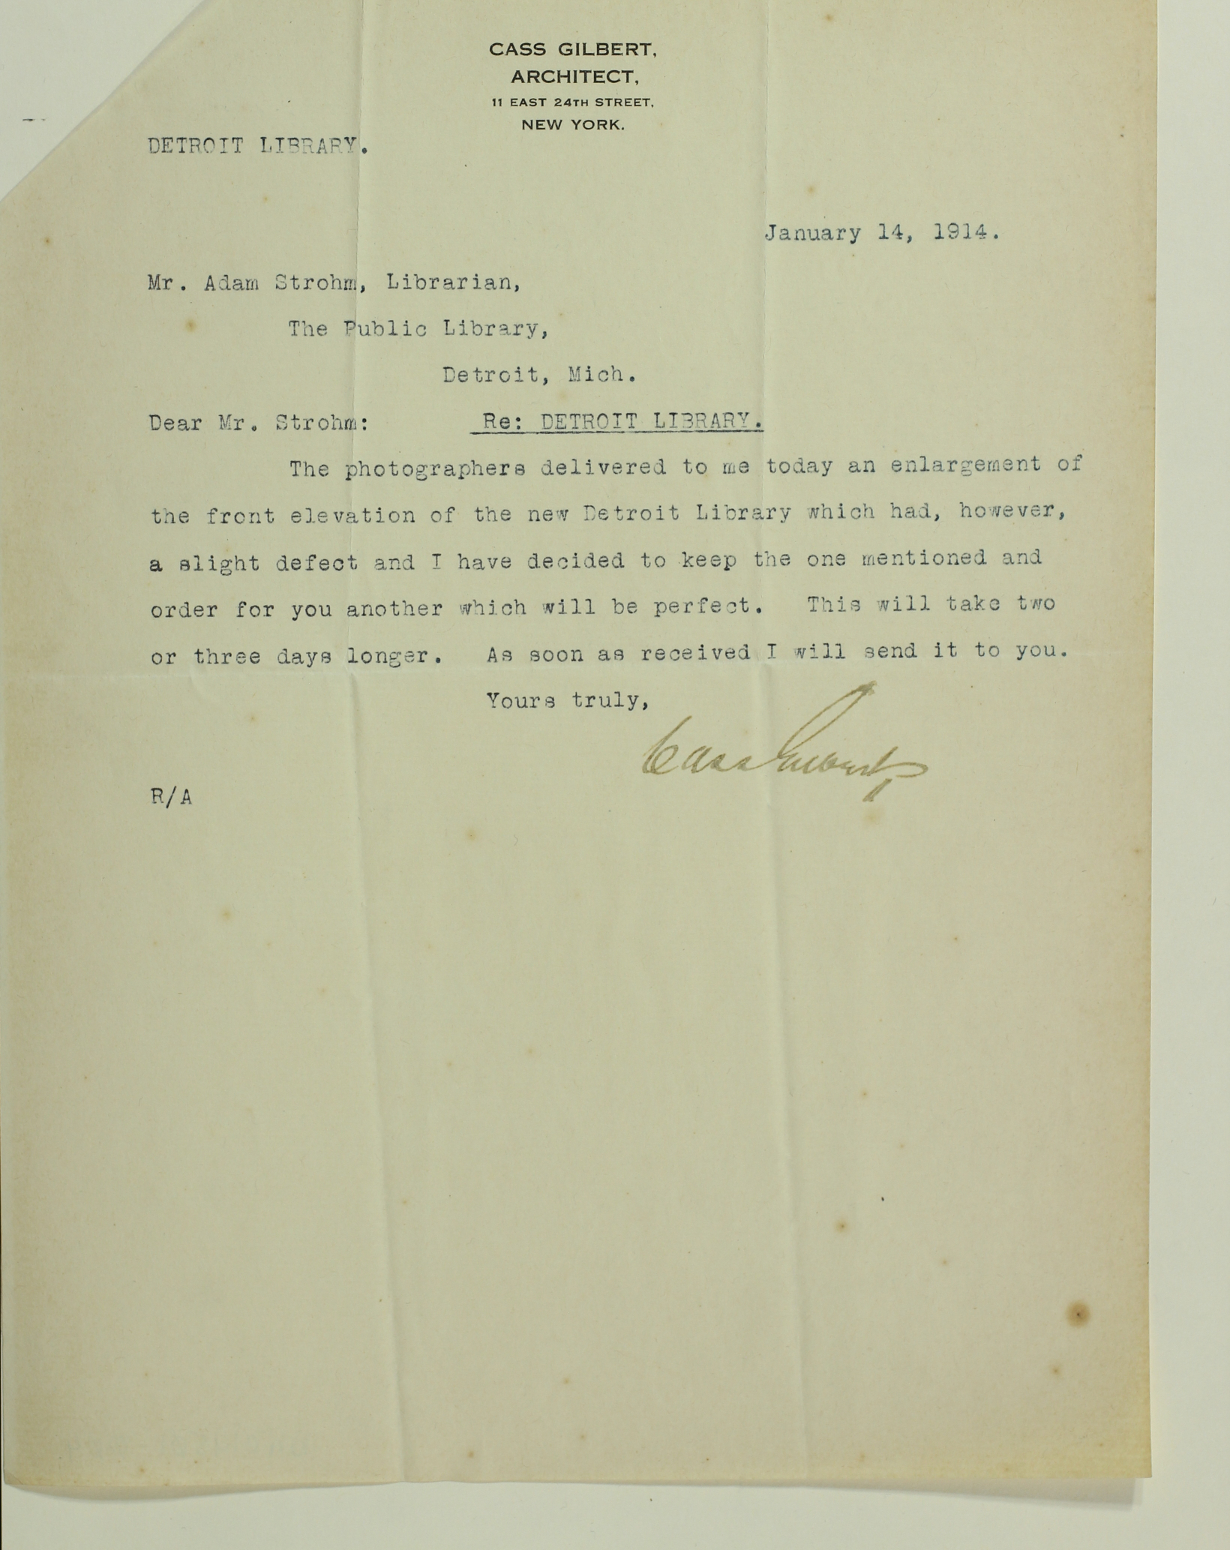 CASS GILBERT,
ARCHITECT,
11 EAST 24TH STREET,
NEW YORK.
DETROIT LIBRARY.
January 14, 1914.
Mr. Adam Strohm, Librarian,
The Public Library,
Detroit, Mich.
Dear Mr. Strohm: Re: DETROIT LIBRARY.
The photographers delivered to me today an enlargement of
the front elevation of the new Detroit Library which had, however,
a slight defect and I have decided to keep the one mentioned and
order for you another which will be perfect. This will take two
or three days longer. As soon as received I will send it to you.
Yours truly,
Cass Gilbert
R/A